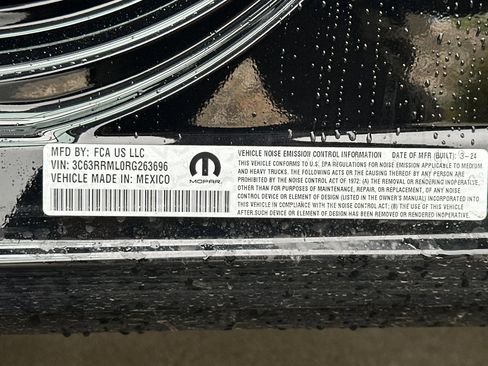 MFD BY: FCA US LLC
VIN: 3C63RRML0RG263696
VEHICLE MADE IN: MEXICO
MOPAR
VEHICLE NOISE EMISSION CONTROL INFORMATION DATE OF MFR (BUILT): 3-24
THIS VEHICLE CONFORMS TO U.S. EPA REGULATIONS FOR NOISE EMISSION APPLICABLE TO MEDIUM
AND HEAVY TRUCKS. THE FOLLOWING ACTS OR THE CAUSING THEREOF BY ANY PERSON ARE
PROHIBITED BY THE NOISE CONTROL ACT OF 1972: (A) THE REMOVAL OR RENDERING INOPERATIVE,
OTHER THAN FOR PURPOSES OF MAINTENANCE, REPAIR, OR REPLACEMENT, OF ANY NOISE
CONTROL DEVICE OR ELEMENT OF DESIGN (LISTED IN THE OWNER'S MANUAL) INCORPORATED INTO
THIS VEHICLE IN COMPLIANCE WITH THE NOISE CONTROL ACT: (B) THE USE OF THIS VEHICLE AFTER
SUCH DEVICE OR ELEMENT OF DESIGN HAS BEEN REMOVED OR RENDERED INOPERATIVE.